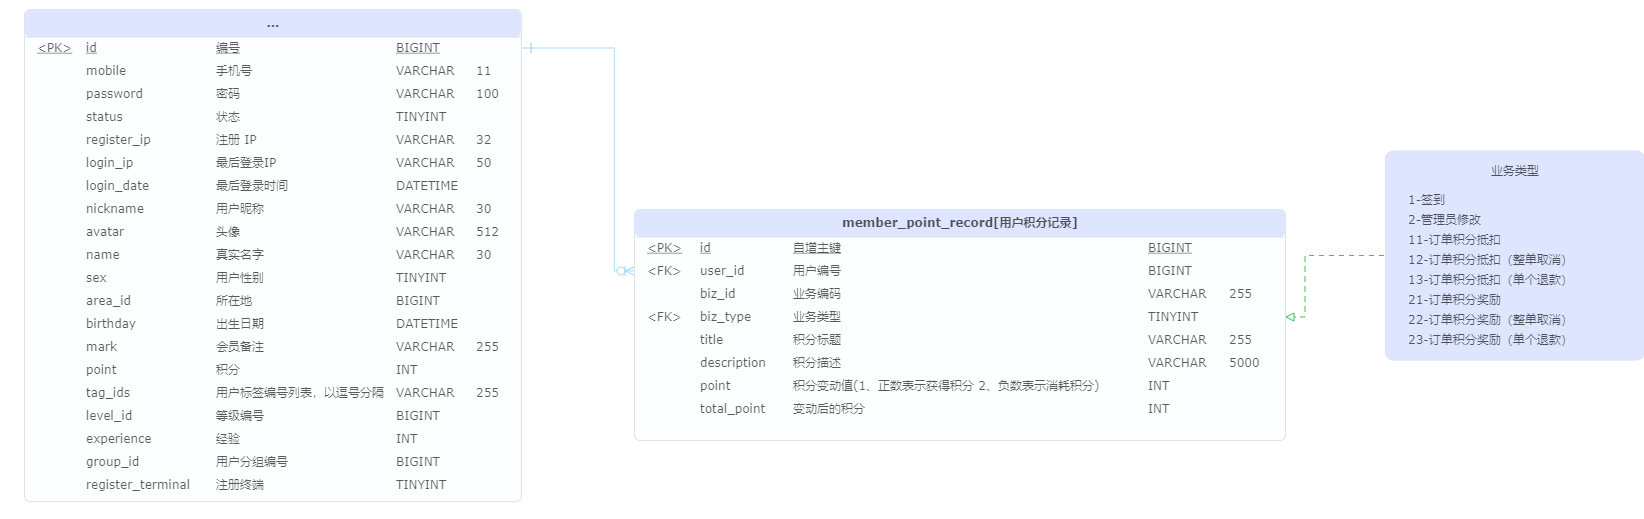 ...
<PK> id 编号 BIGINT
mobile 手机号 VARCHAR 11
password 密码 VARCHAR 100
status 状态 TINYINT
register_ip 注册 IP VARCHAR 32
login_ip 最后登录IP VARCHAR 50
login_date 最后登录时间 DATETIME
nickname 用户昵称 VARCHAR 30
avatar 头像 VARCHAR 512
name 真实名字 VARCHAR 30
sex 用户性别 TINYINT
area_id 所在地 BIGINT
birthday 出生日期 DATETIME
mark 会员备注 VARCHAR 255
point 积分 INT
tag_ids 用户标签编号列表，以逗号分隔 VARCHAR 255
level_id 等级编号 BIGINT
experience 经验 INT
group_id 用户分组编号 BIGINT
register_terminal 注册终端 TINYINT
member_point_record[用户积分记录]
<PK> id 自增主键 BIGINT
<FK> user_id 用户编号 BIGINT
biz_id 业务编码 VARCHAR 255
<FK> biz_type 业务类型 TINYINT
title 积分标题 VARCHAR 255
description 积分描述 VARCHAR 5000
point 积分变动值(1、正数表示获得积分 2、负数表示消耗积分) INT
total_point 变动后的积分 INT
业务类型
1-签到
2-管理员修改
11-订单积分抵扣
12-订单积分抵扣（整单取消）
13-订单积分抵扣（单个退款）
21-订单积分奖励
22-订单积分奖励（整单取消）
23-订单积分奖励（单个退款）